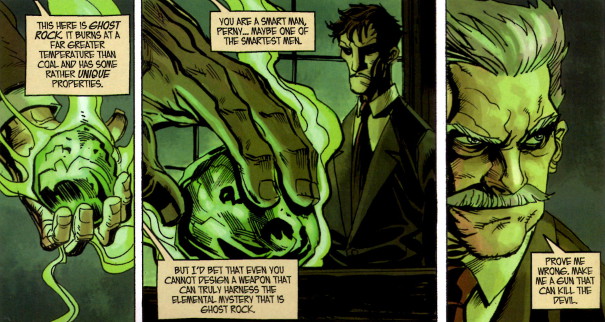 THIS HERE IS GHOST
ROCK. IT BURNS AT A
FAR GREATER
TEMPERATURE THAN
COAL AND HAS SOME
RATHER UNIQUE
PROPERTIES.
YOU ARE A SMART MAN,
PERNY... MAYBE ONE OF
THE SMARTEST MEN.
BUT I'D BET THAT EVEN YOU
CANNOT DESIGN A WEAPON THAT
CAN TRULY HARNESS THE
ELEMENTAL MYSTERY THAT IS
GHOST ROCK.
PROVE ME
WRONG. MAKE
ME A GUN THAT
CAN KILL THE
DEVIL.